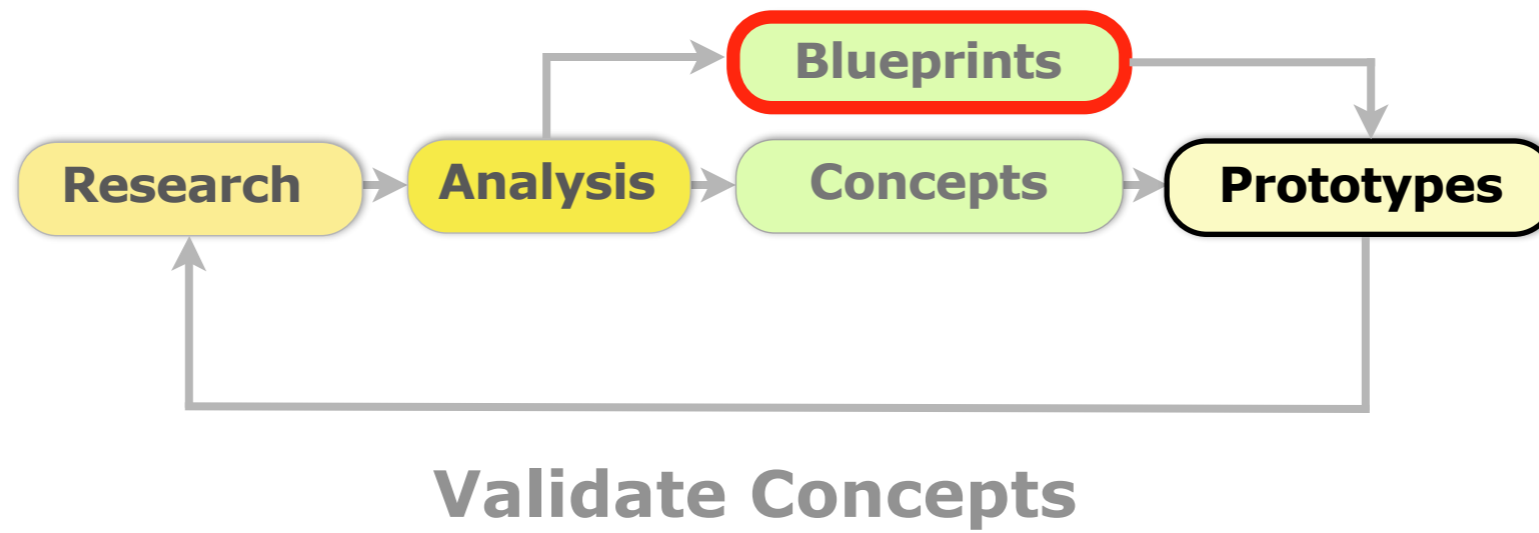 Blueprints
Research
Analysis
Concepts
Prototypes
Validate Concepts